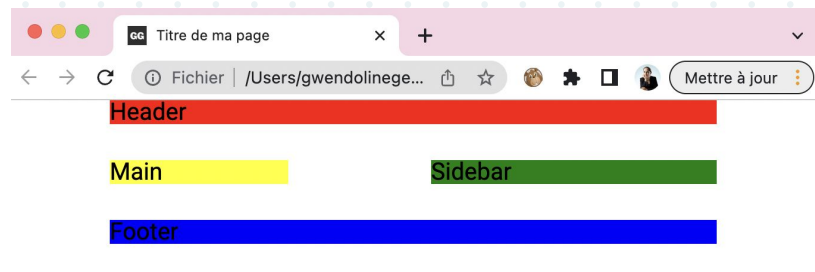 GG Titre de ma page
Fichier | /Users/gwendolinege... Mettre à jour
Header
Main Sidebar
Footer